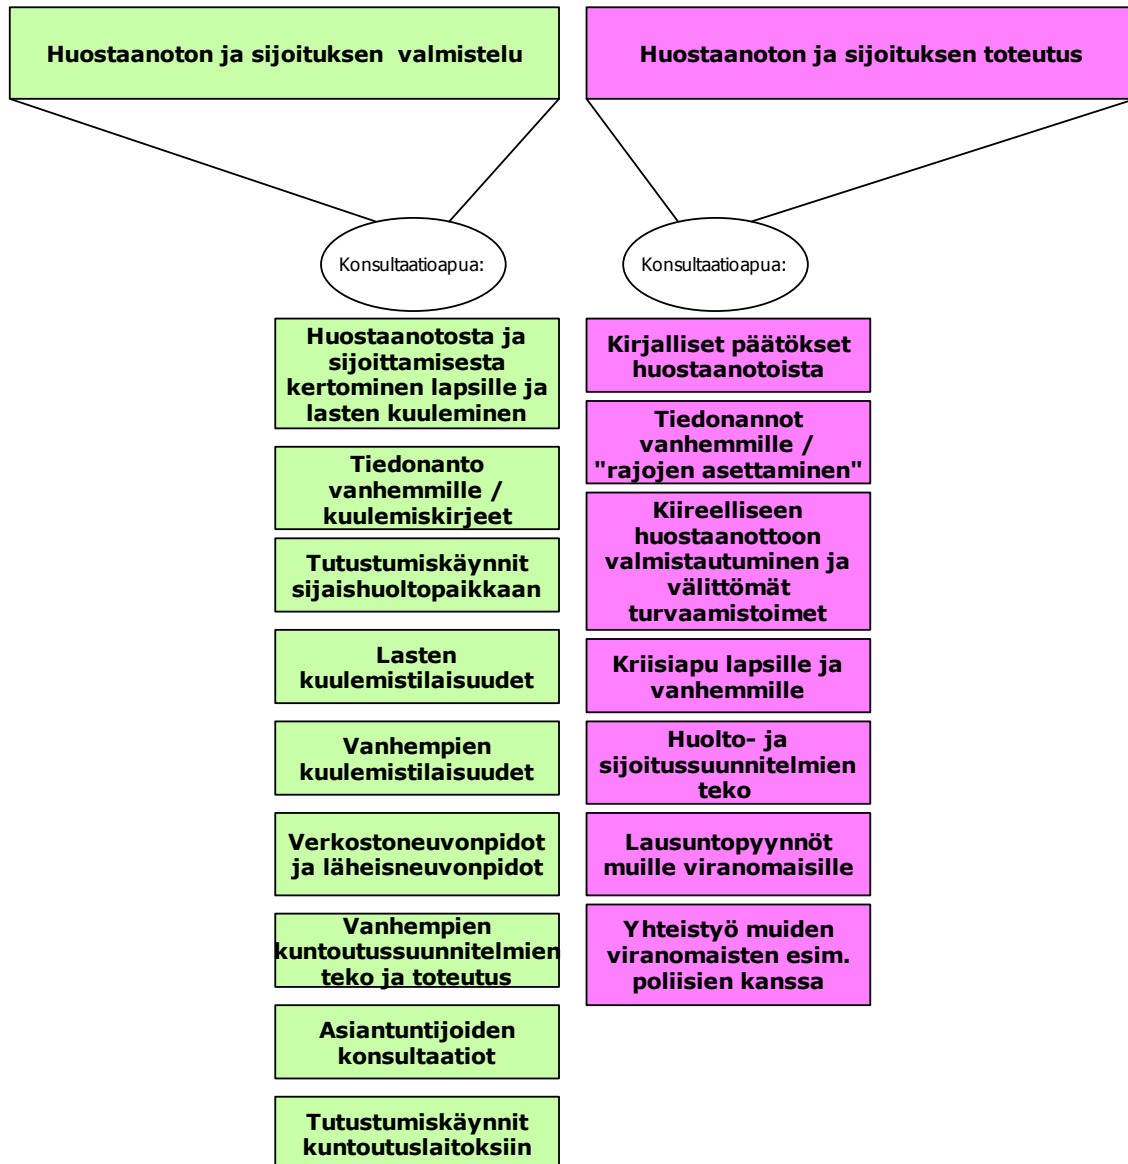 Huostaanoton ja sijoituksen valmistelu
Huostaanoton ja sijoituksen toteutus
Konsultaatioapua:
Konsultaatioapua:
Huostaanotosta ja
sijoittamisesta
kertominen lapsille ja
lasten kuuleminen
Tiedonanto
vanhemmille /
kuulemiskirjeet
Tutustumiskäynnit
sijaishuoltopaikkaan
Lasten
kuulemistilaisuudet
Vanhempien
kuulemistilaisuudet
Verkostoneuvonpidot
ja läheisneuvonpidot
Vanhempien
kuntoutussuunnitelmien
teko ja toteutus
Asiantuntijoiden
konsultaatiot
Tutustumiskäynnit
kuntoutuslaitoksiin
Kirjalliset päätökset
huostaanotoista
Tiedonannot
vanhemmille /
"rajojen asettaminen"
Kiireelliseen
huostaanottoon
valmistautuminen ja
välittömät
turvaamistoimet
Kriisiapu lapsille ja
vanhemmille
Huolto- ja
sijoitussuunnitelmien
teko
Lausuntopyynnöt
muille viranomaisille
Yhteistyö muiden
viranomaisten esim.
poliisien kanssa